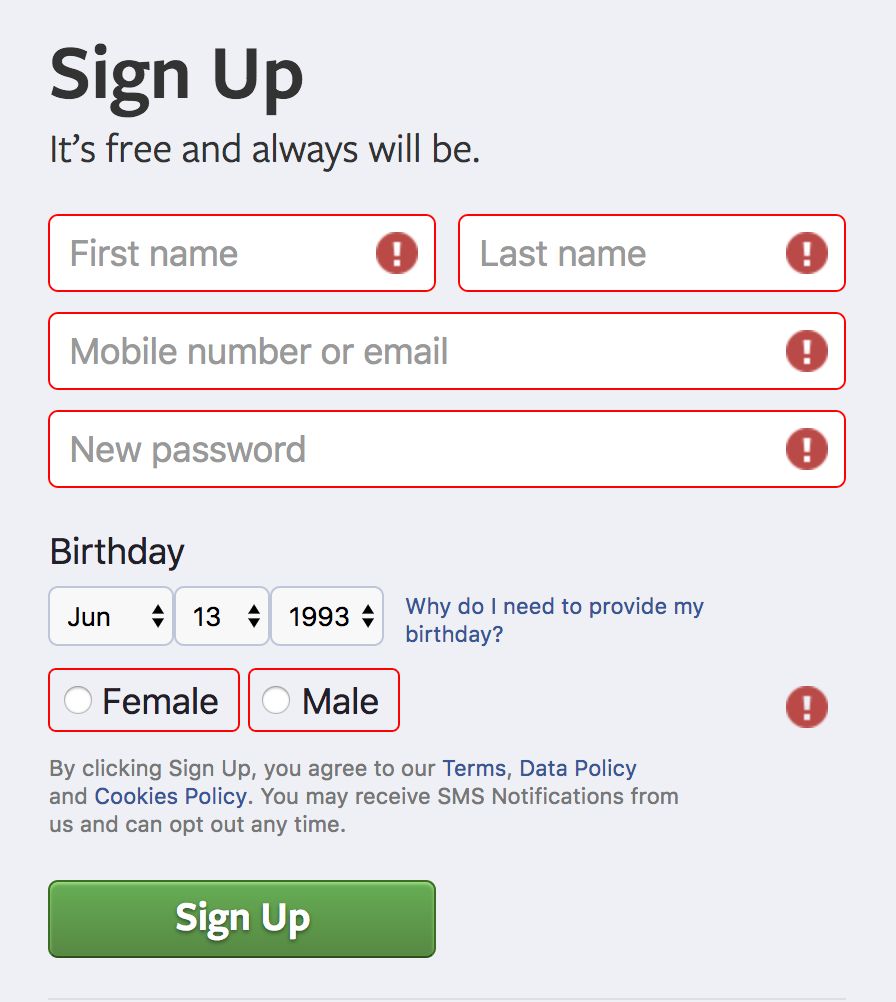 Sign Up
It’s free and always will be.
First name ! Last name !
Mobile number or email !
New password !
Birthday
Jun 13 1993 Why do I need to provide my
birthday?
Female Male !
By clicking Sign Up, you agree to our Terms, Data Policy
and Cookies Policy. You may receive SMS Notifications from
us and can opt out any time.
Sign Up